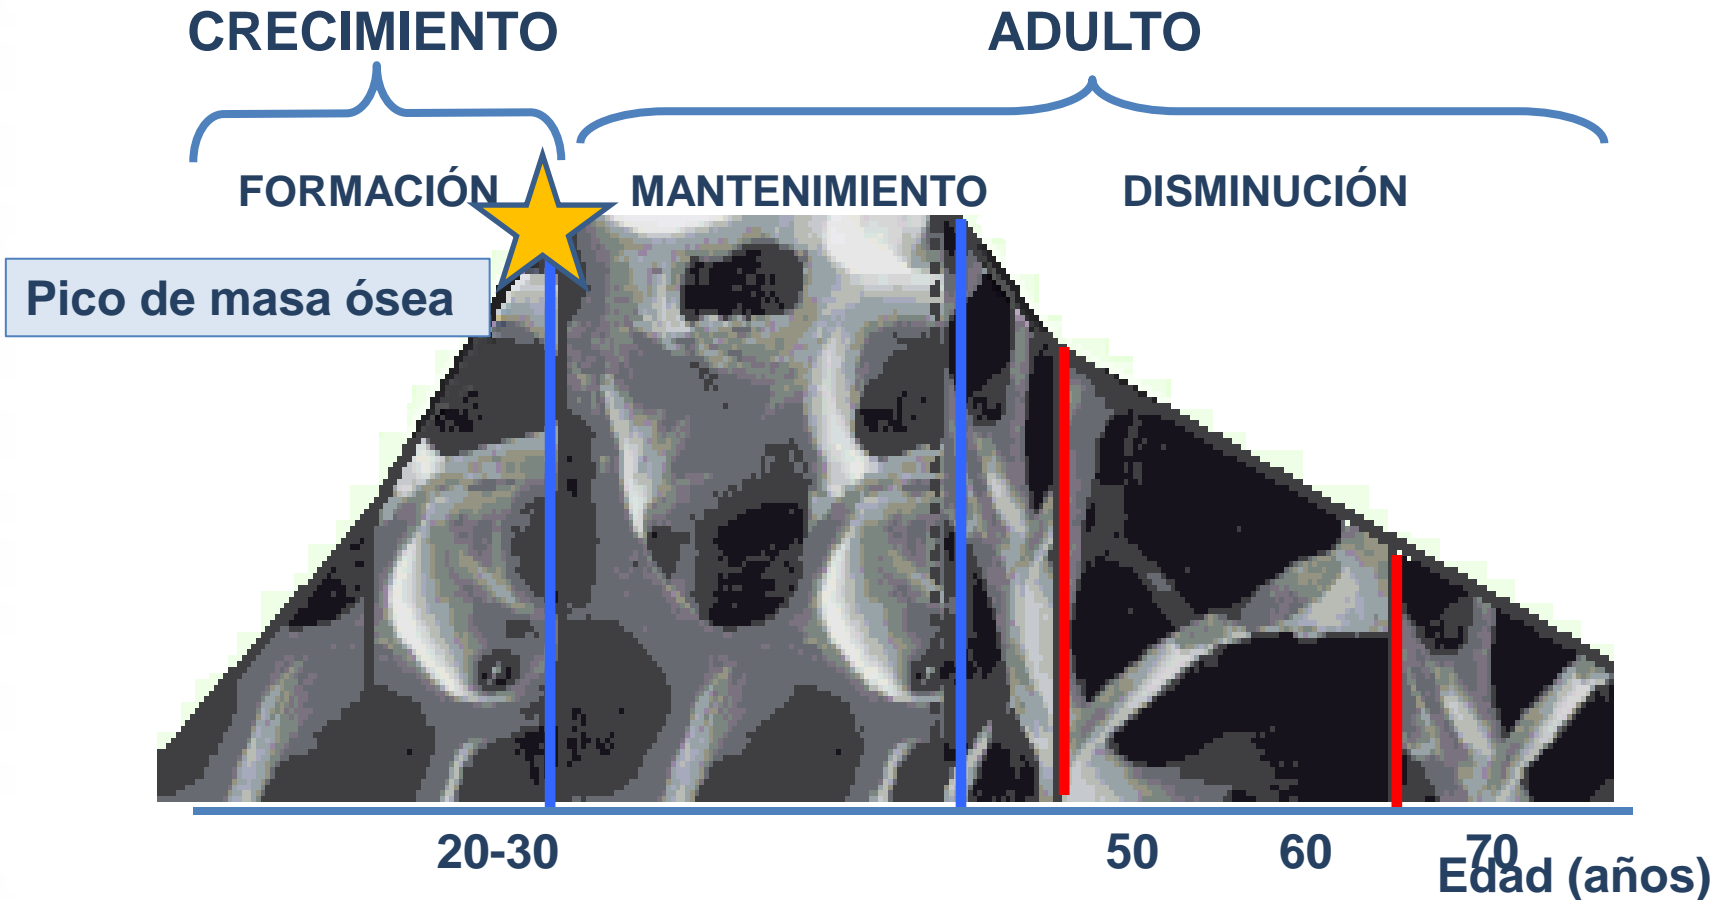 CRECIMIENTO
ADULTO
FORMACIÓN
MANTENIMIENTO
DISMINUCIÓN
Pico de masa ósea
20-30
50
60
70
Edad (años)